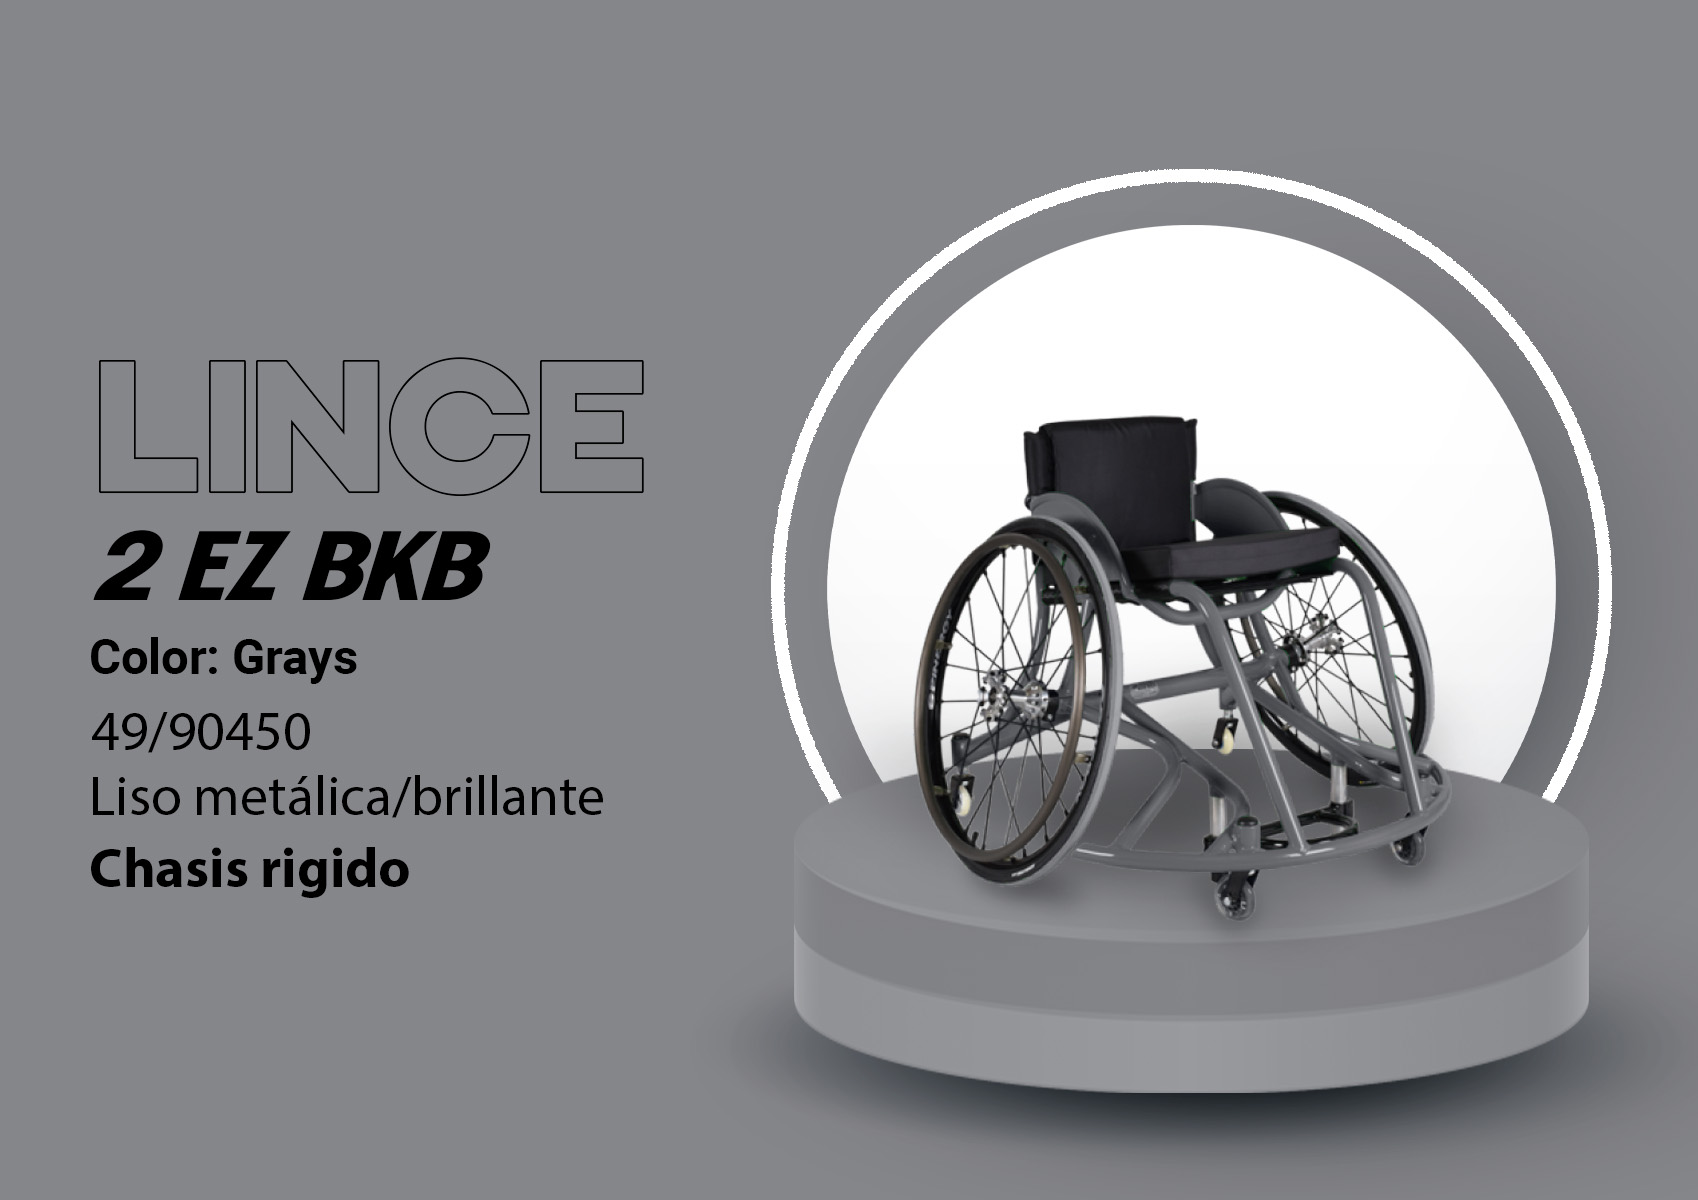 LINCE
2 EZ BKB
Color: Grays
49/90450
Liso metálica/brillante
Chasis rigido